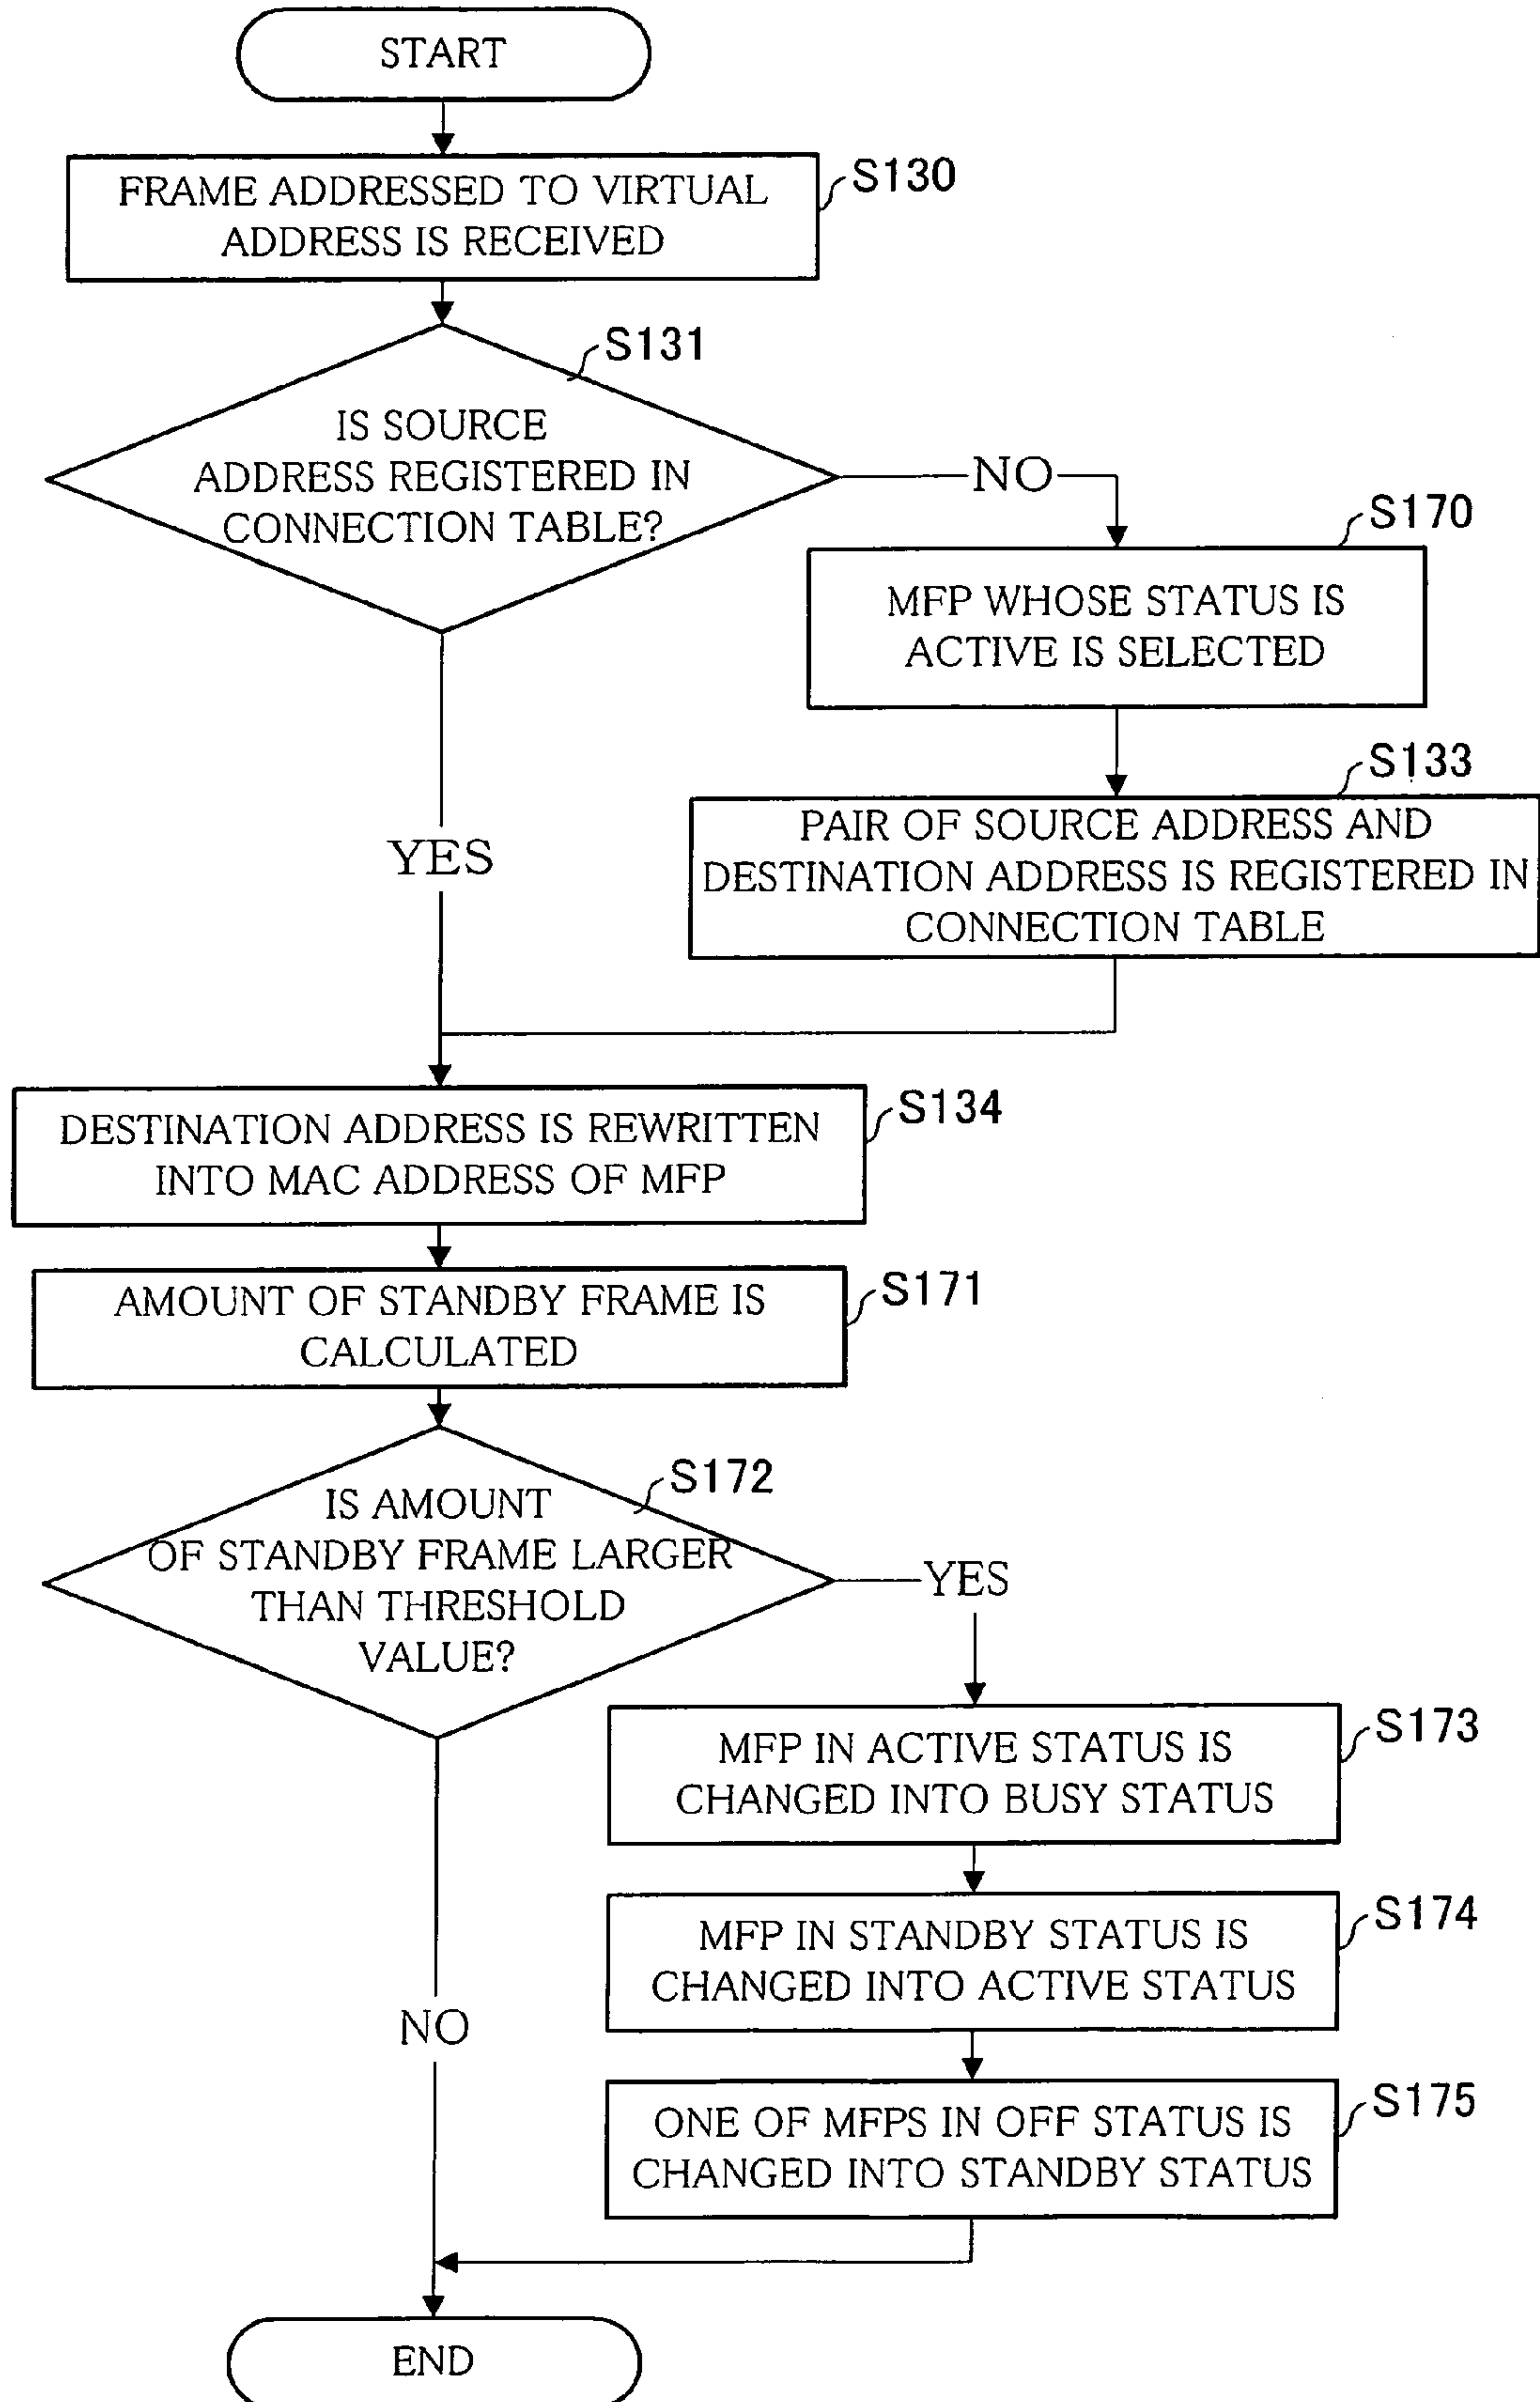 START
FRAME ADDRESSED TO VIRTUAL
ADDRESS IS RECEIVED
S130
S131
IS SOURCE
ADDRESS REGISTERED IN
CONNECTION TABLE?
NO
S170
MFP WHOSE STATUS IS
ACTIVE IS SELECTED
S133
PAIR OF SOURCE ADDRESS AND
DESTINATION ADDRESS IS REGISTERED IN
CONNECTION TABLE
YES
S134
DESTINATION ADDRESS IS REWRITTEN
INTO MAC ADDRESS OF MFP
S171
AMOUNT OF STANDBY FRAME IS
CALCULATED
S172
IS AMOUNT
OF STANDBY FRAME LARGER
THAN THRESHOLD
VALUE?
YES
S173
MFP IN ACTIVE STATUS IS
CHANGED INTO BUSY STATUS
S174
MFP IN STANDBY STATUS IS
CHANGED INTO ACTIVE STATUS
NO
S175
ONE OF MFPS IN OFF STATUS IS
CHANGED INTO STANDBY STATUS
END